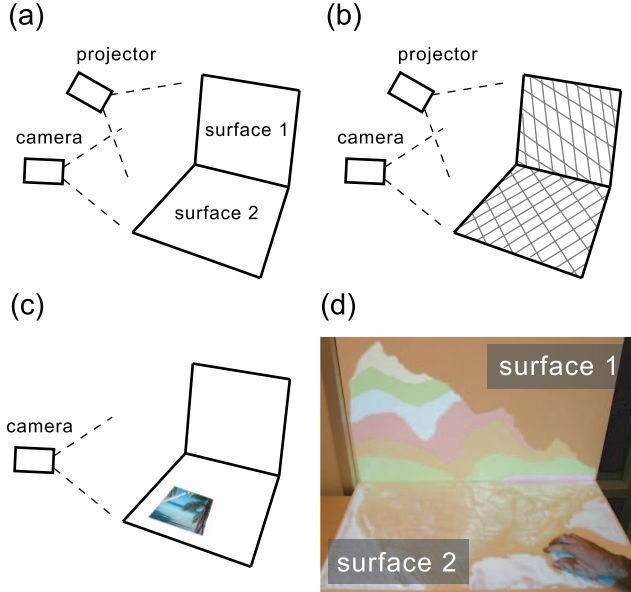 (a)
projector
camera
surface 1
surface 2
(b)
projector
camera
(c)
camera
(d)
surface 1
surface 2